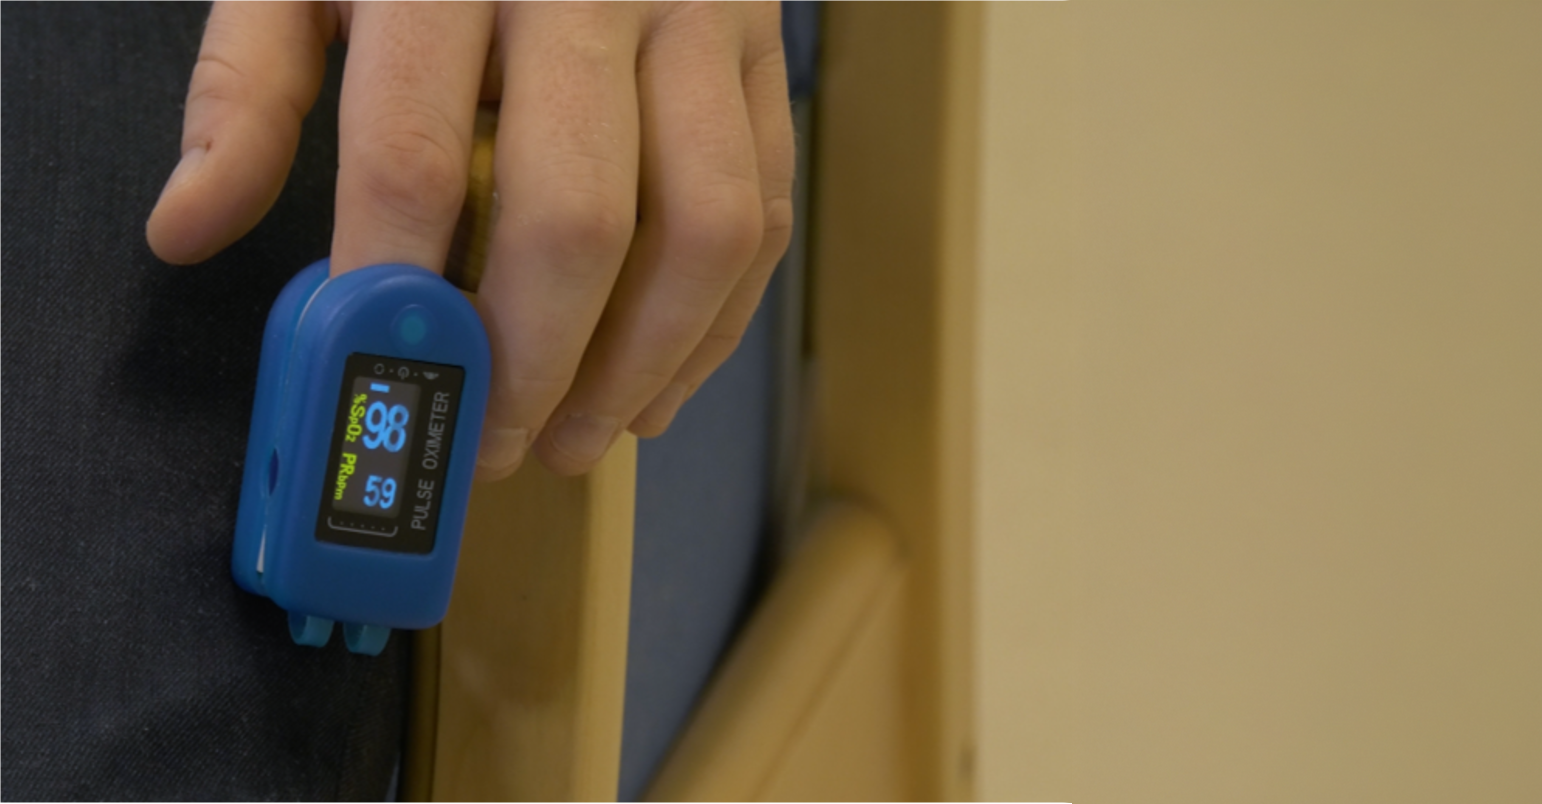 %SpO₂
98
PRbpm
59
PULSE OXIMETER